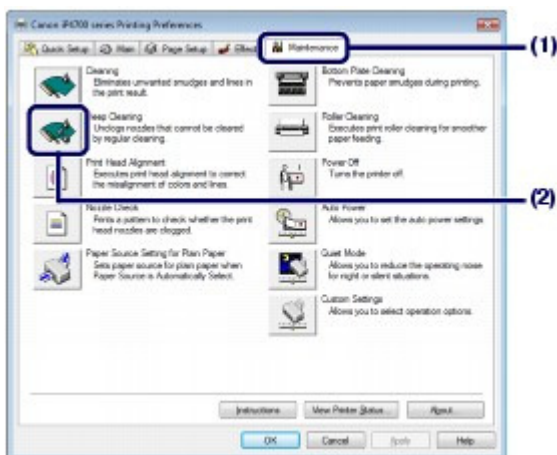 Canon iP4700 series Printing Preferences
Quick Setup Main Page Setup Effects Maintenance
(1)
Cleaning
Eliminates unwanted smudges and lines in
the print result.
Deep Cleaning
Unclogs nozzles that cannot be cleared
by regular cleaning.
Print Head Alignment
Executes print head alignment to correct
the misalignment of colors and lines.
Nozzle Check
Prints a pattern to check whether the print
head nozzles are clogged.
Paper Source Setting for Plain Paper
Sets paper source for plain paper when
Paper Source is Automatically Select.
Bottom Plate Cleaning
Prevents paper smudges during printing.
Roller Cleaning
Executes print roller cleaning for smoother
paper feeding.
Power Off
Turns the printer off.
(2)
Auto Power
Allows you to set the auto power settings.
Quiet Mode
Allows you to reduce the operating noise
for night or silent situations.
Custom Settings
Allows you to select operation options.
Instructions View Printer Status... About
OK Cancel Apply Help